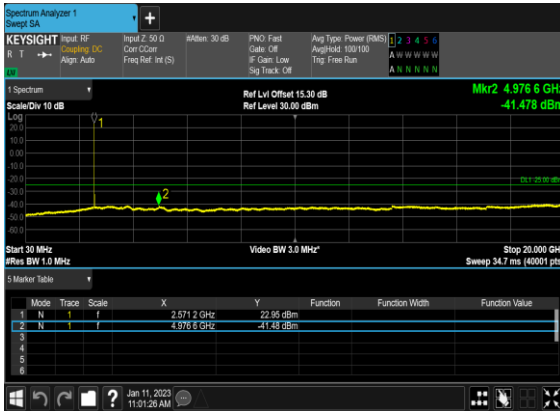 Spectrum Analyzer 1
Swept SA
KEYSIGHT Input: RF Input Z: 50 Ω #Atten: 30 dB PNO: Fast Avg Type: Power (RMS) 1 2 3 4 5 6
R T Coupling: DC Corr CCorr Gate: Off Avg|Hold: 100/100 A W W W W W
Align: Auto Freq Ref: Int (S) IF Gain: Low Trig: Free Run
Sig Track: Off A N N N N N
1 Spectrum Ref Lvl Offset 15.30 dB Mkr2 4.976 6 GHz
Scale/Div 10 dB Ref Level 30.00 dBm -41.478 dBm
Log
20.0
10.0
0.00
-10.0
-20.0
-30.0
-40.0
-50.0
-60.0
1
2
DL1 -25.00 dBm
Start 30 MHz Video BW 3.0 MHz* Stop 20.000 GHz
#Res BW 1.0 MHz Sweep 34.7 ms (40001 pts)
5 Marker Table
Mode Trace Scale X Y Function Function Width Function Value
1 N 1 f 2.571 2 GHz 22.95 dBm
2 N 1 f 4.976 6 GHz -41.48 dBm
3
4
5
6
? Jan 11, 2023
11:01:26 AM